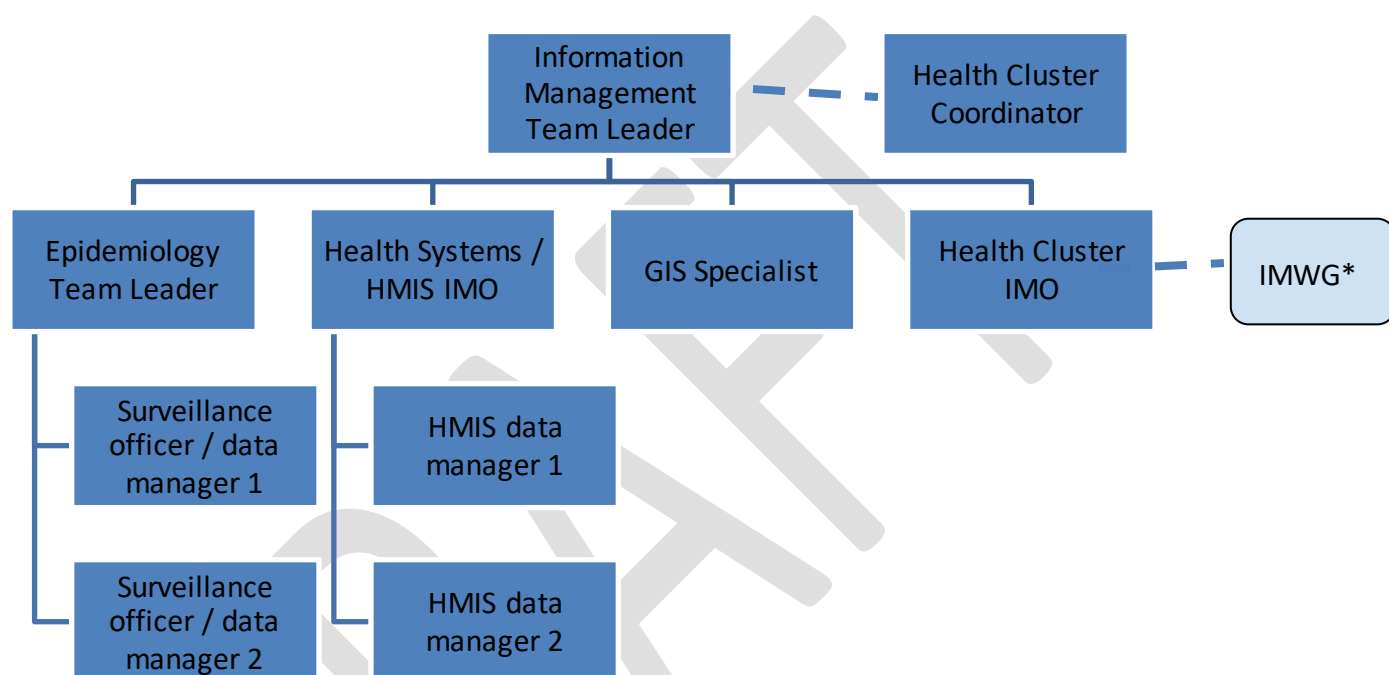 Information
Management
Team Leader
Health Cluster
Coordinator
Epidemiology
Team Leader
Health Systems /
HMIS IMO
GIS Specialist
Health Cluster
IMO
IMWG*
Surveillance
officer / data
manager 1
HMIS data
manager 1
Surveillance
officer / data
manager 2
HMIS data
manager 2